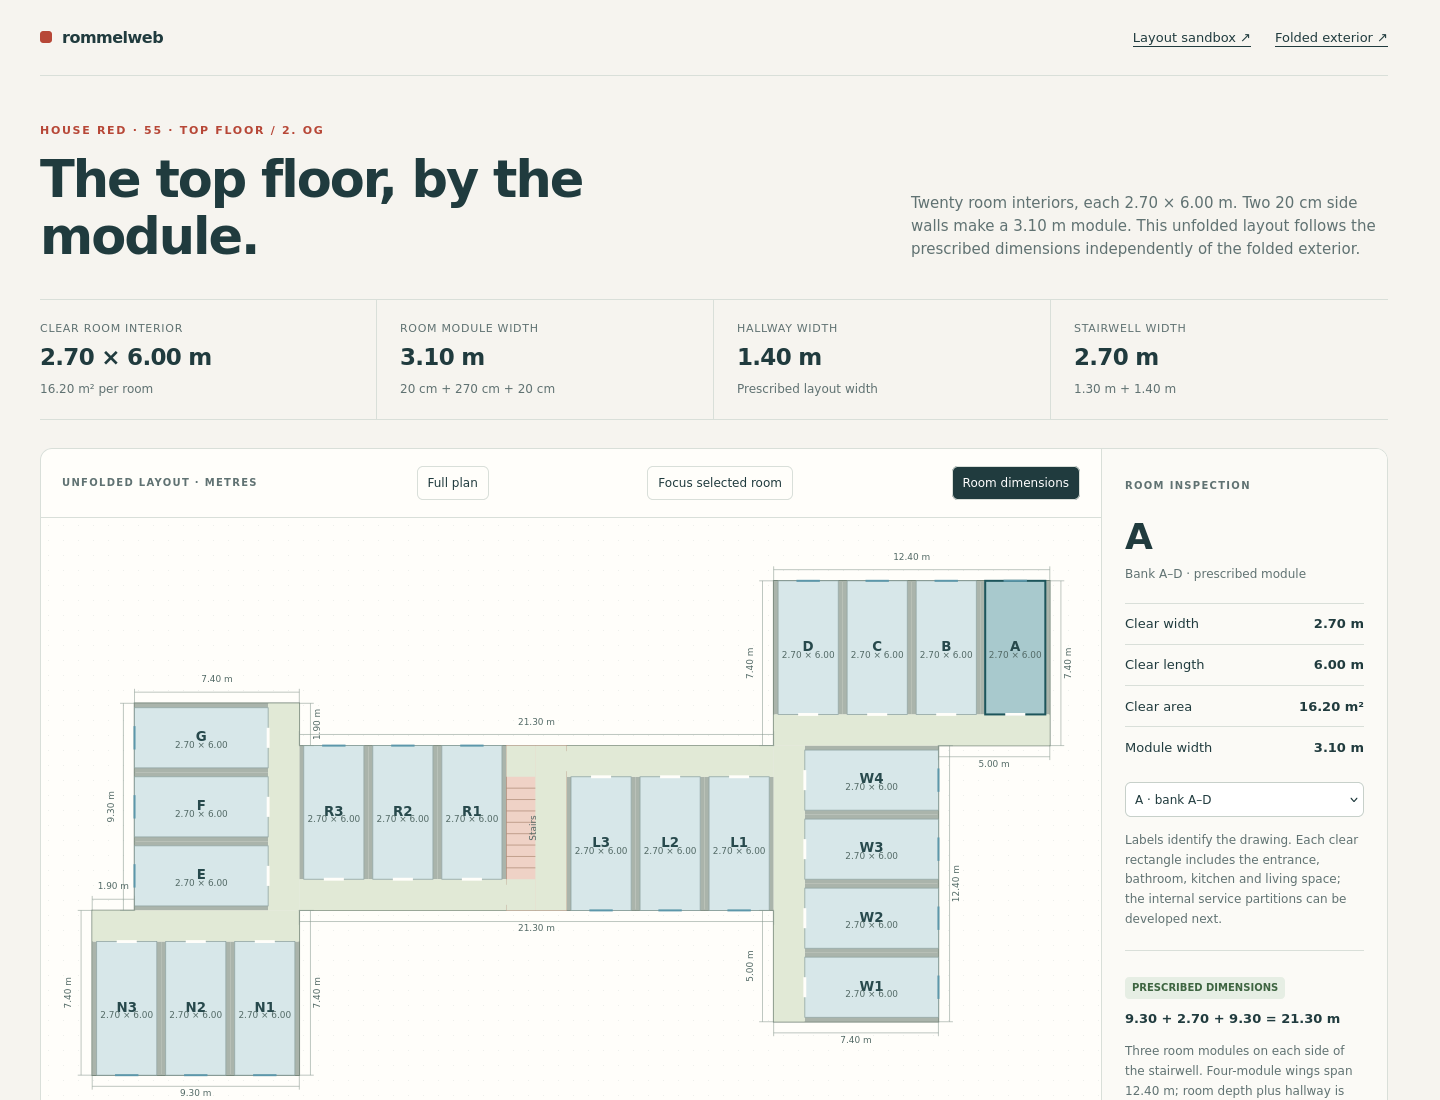 rommelweb
Layout sandbox ↗
Folded exterior ↗
HOUSE RED · 55 · TOP FLOOR / 2. OG
The top floor, by the
module.
Twenty room interiors, each 2.70 × 6.00 m. Two 20 cm side
walls make a 3.10 m module. This unfolded layout follows the
prescribed dimensions independently of the folded exterior.
CLEAR ROOM INTERIOR
2.70 × 6.00 m
16.20 m² per room
ROOM MODULE WIDTH
3.10 m
20 cm + 270 cm + 20 cm
HALLWAY WIDTH
1.40 m
Prescribed layout width
STAIRWELL WIDTH
2.70 m
1.30 m + 1.40 m
UNFOLDED LAYOUT · METRES
Full plan
Focus selected room
Room dimensions
12.40 m
7.40 m
D
2.70 × 6.00
C
2.70 × 6.00
B
2.70 × 6.00
A
2.70 × 6.00
7.40 m
5.00 m
7.40 m
1.90 m
21.30 m
9.30 m
G
2.70 × 6.00
F
2.70 × 6.00
E
2.70 × 6.00
1.90 m
R3
2.70 × 6.00
R2
2.70 × 6.00
R1
2.70 × 6.00
Stairs
L3
2.70 × 6.00
L2
2.70 × 6.00
L1
2.70 × 6.00
W4
2.70 × 6.00
W3
2.70 × 6.00
W2
2.70 × 6.00
W1
2.70 × 6.00
12.40 m
21.30 m
5.00 m
7.40 m
7.40 m
N3
2.70 × 6.00
N2
2.70 × 6.00
N1
2.70 × 6.00
7.40 m
9.30 m
ROOM INSPECTION
A
Bank A–D · prescribed module
Clear width 2.70 m
Clear length 6.00 m
Clear area 16.20 m²
Module width 3.10 m
A · bank A–D
Labels identify the drawing. Each clear
rectangle includes the entrance,
bathroom, kitchen and living space;
the internal service partitions can be
developed next.
PRESCRIBED DIMENSIONS
9.30 + 2.70 + 9.30 = 21.30 m
Three room modules on each side of
the stairwell. Four-module wings span
12.40 m; room depth plus hallway is